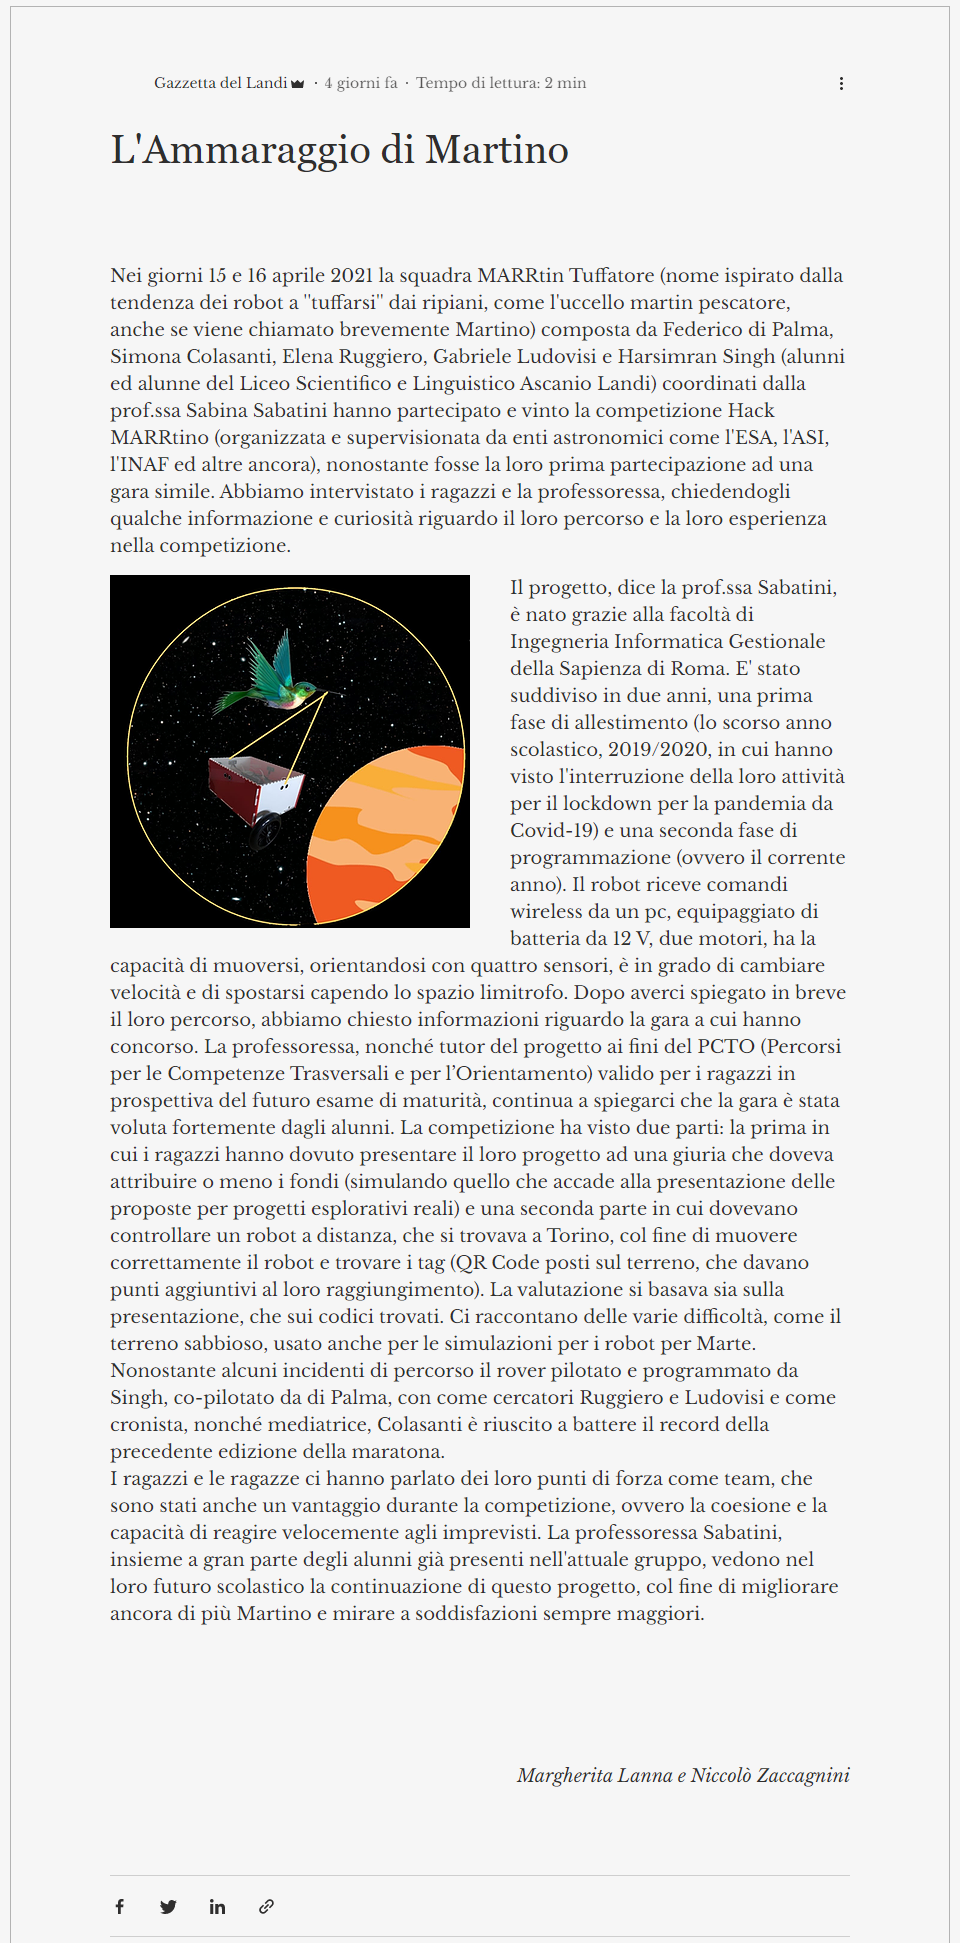 Gazzetta del Landi · 4 giorni fa · Tempo di lettura: 2 min
L'Ammaraggio di Martino
Nei giorni 15 e 16 aprile 2021 la squadra MARRtin Tuffatore (nome ispirato dalla
tendenza dei robot a "tuffarsi" dai ripiani, come l'uccello martin pescatore,
anche se viene chiamato brevemente Martino) composta da Federico di Palma,
Simona Colasanti, Elena Ruggiero, Gabriele Ludovisi e Harsimran Singh (alunni
ed alunne del Liceo Scientifico e Linguistico Ascanio Landi) coordinati dalla
prof.ssa Sabina Sabatini hanno partecipato e vinto la competizione Hack
MARRtino (organizzata e supervisionata da enti astronomici come l'ESA, l'ASI,
l'INAF ed altre ancora), nonostante fosse la loro prima partecipazione ad una
gara simile. Abbiamo intervistato i ragazzi e la professoressa, chiedendogli
qualche informazione e curiosità riguardo il loro percorso e la loro esperienza
nella competizione.
Il progetto, dice la prof.ssa Sabatini,
è nato grazie alla facoltà di
Ingegneria Informatica Gestionale
della Sapienza di Roma. E' stato
suddiviso in due anni, una prima
fase di allestimento (lo scorso anno
scolastico, 2019/2020, in cui hanno
visto l'interruzione della loro attività
per il lockdown per la pandemia da
Covid-19) e una seconda fase di
programmazione (ovvero il corrente
anno). Il robot riceve comandi
wireless da un pc, equipaggiato di
batteria da 12 V, due motori, ha la
capacità di muoversi, orientandosi con quattro sensori, è in grado di cambiare
velocità e di spostarsi capendo lo spazio limitrofo. Dopo averci spiegato in breve
il loro percorso, abbiamo chiesto informazioni riguardo la gara a cui hanno
concorso. La professoressa, nonché tutor del progetto ai fini del PCTO (Percorsi
per le Competenze Trasversali e per l’Orientamento) valido per i ragazzi in
prospettiva del futuro esame di maturità, continua a spiegarci che la gara è stata
voluta fortemente dagli alunni. La competizione ha visto due parti: la prima in
cui i ragazzi hanno dovuto presentare il loro progetto ad una giuria che doveva
attribuire o meno i fondi (simulando quello che accade alla presentazione delle
proposte per progetti esplorativi reali) e una seconda parte in cui dovevano
controllare un robot a distanza, che si trovava a Torino, col fine di muovere
correttamente il robot e trovare i tag (QR Code posti sul terreno, che davano
punti aggiuntivi al loro raggiungimento). La valutazione si basava sia sulla
presentazione, che sui codici trovati. Ci raccontano delle varie difficoltà, come il
terreno sabbioso, usato anche per le simulazioni per i robot per Marte.
Nonostante alcuni incidenti di percorso il rover pilotato e programmato da
Singh, co-pilotato da di Palma, con come cercatori Ruggiero e Ludovisi e come
cronista, nonché mediatrice, Colasanti è riuscito a battere il record della
precedente edizione della maratona.
I ragazzi e le ragazze ci hanno parlato dei loro punti di forza come team, che
sono stati anche un vantaggio durante la competizione, ovvero la coesione e la
capacità di reagire velocemente agli imprevisti. La professoressa Sabatini,
insieme a gran parte degli alunni già presenti nell'attuale gruppo, vedono nel
loro futuro scolastico la continuazione di questo progetto, col fine di migliorare
ancora di più Martino e mirare a soddisfazioni sempre maggiori.
Margherita Lanna e Niccolò Zaccagnini